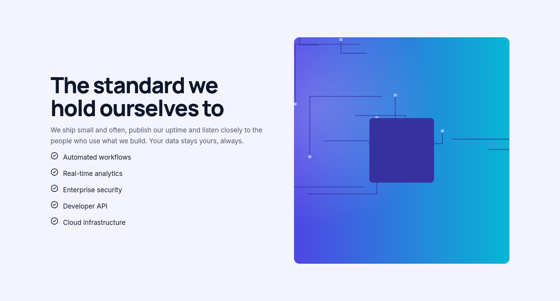 The standard we
hold ourselves to
We ship small and often, publish our uptime and listen closely to the
people who use what we build. Your data stays yours, always.
Automated workflows
Real-time analytics
Enterprise security
Developer API
Cloud infrastructure